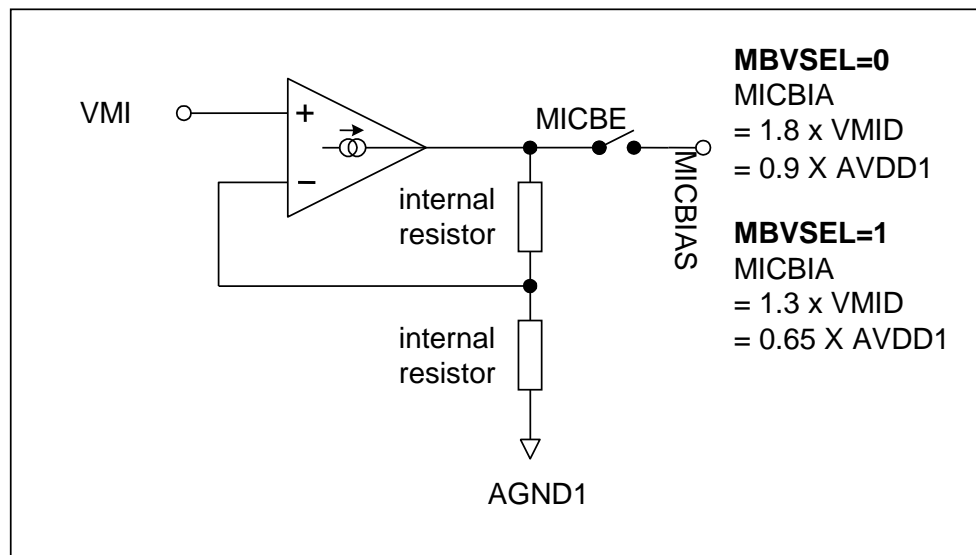 VMI
+
−
MICBE
MICBIAS
internal
resistor
internal
resistor
AGND1
MBVSEL=0
MICBIA
= 1.8 x VMID
= 0.9 X AVDD1
MBVSEL=1
MICBIA
= 1.3 x VMID
= 0.65 X AVDD1